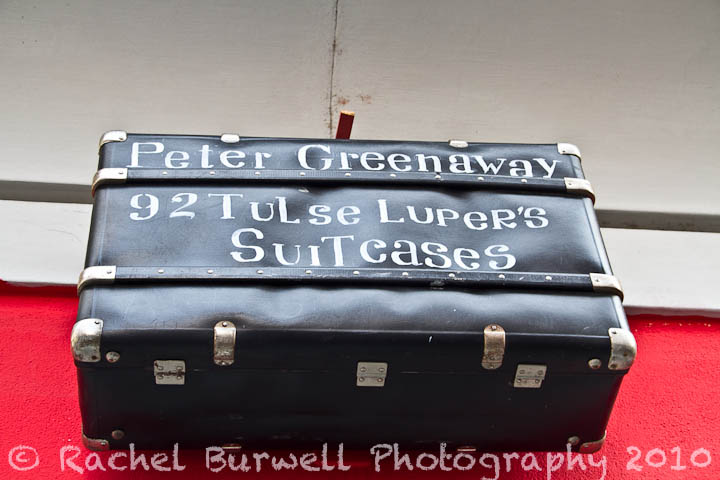 Peter Greenaway
92 Tulse Luper's
Suitcases
© Rachel Burwell Photography 2010